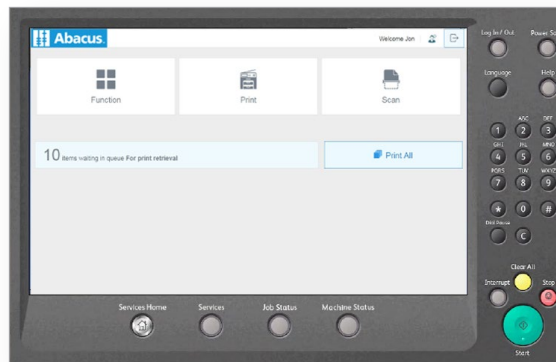 Abacus
Welcome Jon
Function
Print
Scan
10 items waiting in queue For print retrieval
Print All
Log In / Out
Language
Help
ABC
DEF
1
2
3
GHI
JKL
MNO
4
5
6
PQRS
TUV
WXYZ
7
8
9
*
0
#
Dial Pause
C
Clear All
Interrupt
Stop
Services Home
Services
Job Status
Machine Status
Start